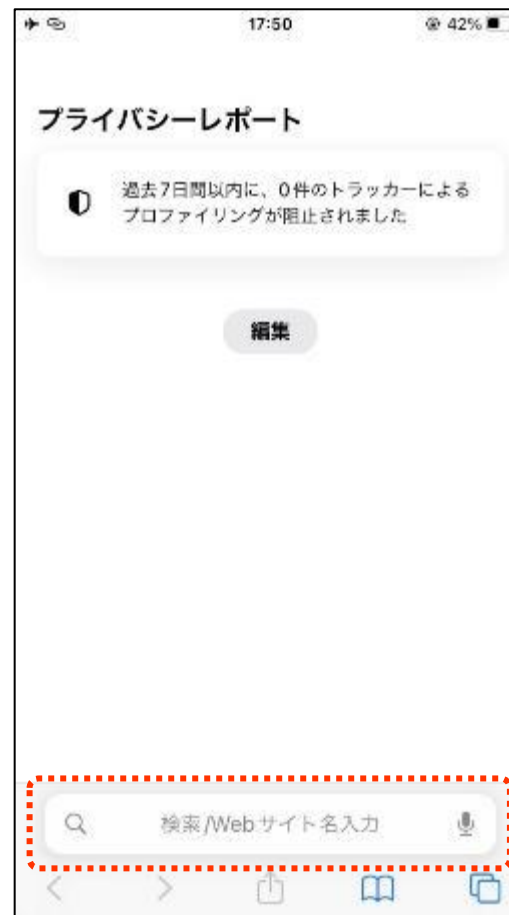 17:50
42%
プライバシーレポート
過去7日間以内に、0件のトラッカーによる
プロファイリングが阻止されました
編集
検索/Webサイト名入力